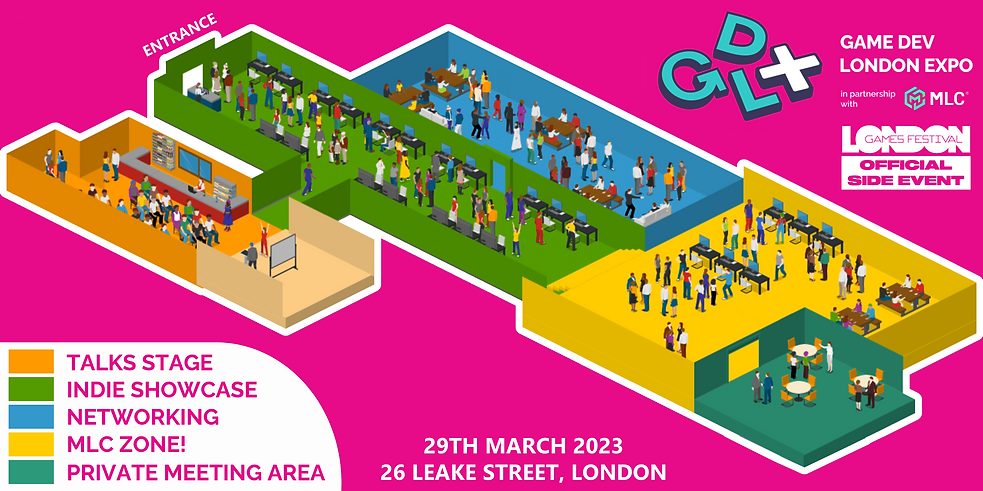 ENTRANCE
GDL+
GAME DEV
LONDON EXPO
in partnership
with
MLC®
LONDON
GAMES FESTIVAL
OFFICIAL
SIDE EVENT
TALKS STAGE
INDIE SHOWCASE
NETWORKING
MLC ZONE!
PRIVATE MEETING AREA
29TH MARCH 2023
26 LEAKE STREET, LONDON